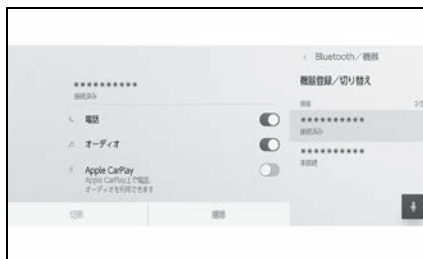 ＊＊＊＊＊＊＊＊＊＊
接続済み
電話
オーディオ
Apple CarPlay
Apple CarPlay上で電話、
オーディオを利用できます
切断
削除
＜ Bluetooth／機器
機器登録/切り替え
機器 2/5
＊＊＊＊＊＊＊＊＊＊
接続済み
＊＊＊＊＊＊＊＊＊＊
未接続